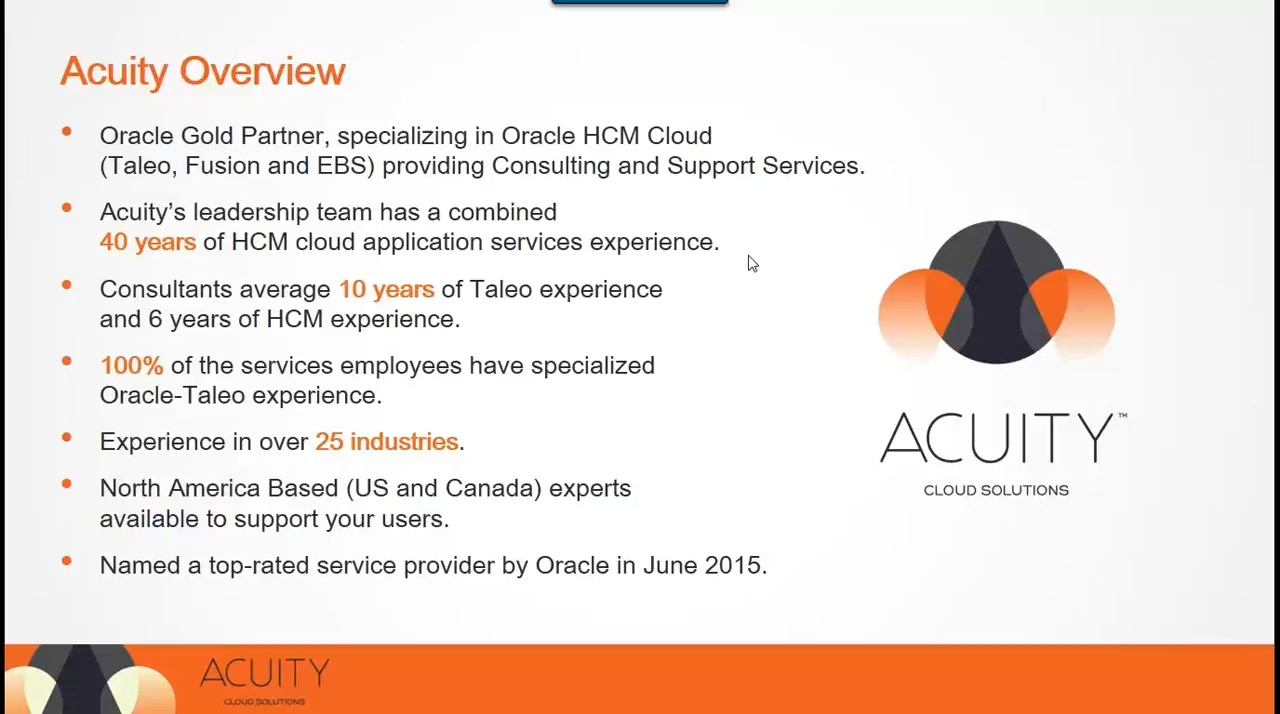 Acuity Overview
• Oracle Gold Partner, specializing in Oracle HCM Cloud
(Taleo, Fusion and EBS) providing Consulting and Support Services.
• Acuity’s leadership team has a combined
40 years of HCM cloud application services experience.
• Consultants average 10 years of Taleo experience
and 6 years of HCM experience.
• 100% of the services employees have specialized
Oracle-Taleo experience.
• Experience in over 25 industries.
• North America Based (US and Canada) experts
available to support your users.
• Named a top-rated service provider by Oracle in June 2015.
ACUITY™
CLOUD SOLUTIONS
ACUITY
CLOUD SOLUTIONS